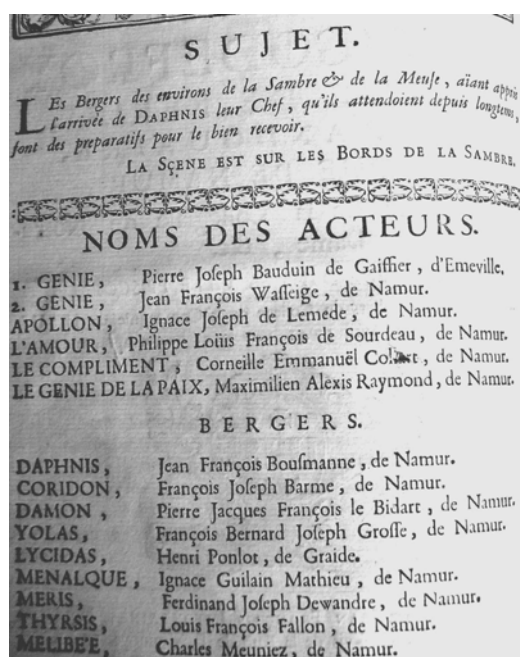 SUJET.
LEs Bergers des environs de la Sambre & de la Meuſe, aïant appris
l'arrivée de DAPHNIS leur Chef, qu'ils attendoient depuis longtems,
font des preparatifs pour le bien recevoir.
LA SÇENE EST SUR LES BORDS DE LA SAMBRE.
NOMS DES ACTEURS.
1. GENIE, Pierre Joſeph Bauduin de Gaiffier, d'Emeville.
2. GENIE, Jean François Waſſeige, de Namur.
APOLLON, Ignace Joſeph de Lemede, de Namur.
L'AMOUR, Philippe Loüis François de Sourdeau, de Namur.
LE COMPLIMENT, Corneille Emmanuël , de Namur.
LE GENIE DE LA PAIX, Maximilien Alexis Raymond, de Namur.
BERGERS.
DAPHNIS, Jean François Bouſmanne, de Namur.
CORIDON, François Joſeph Barme, de Namur.
DAMON, Pierre Jacques François le Bidart, de Namur.
YOLAS, François Bernard Joſeph Groſſe, de Namur.
LYCIDAS, Henri Ponlot, de Graide.
MENALQUE, Ignace Guilain Mathieu, de Namur.
MERIS, Ferdinand Joſeph Dewandre, de Namur.
THYRSIS, Louis François Fallon, de Namur.
MELIBE'E, Charles Meuniez, de Namur.